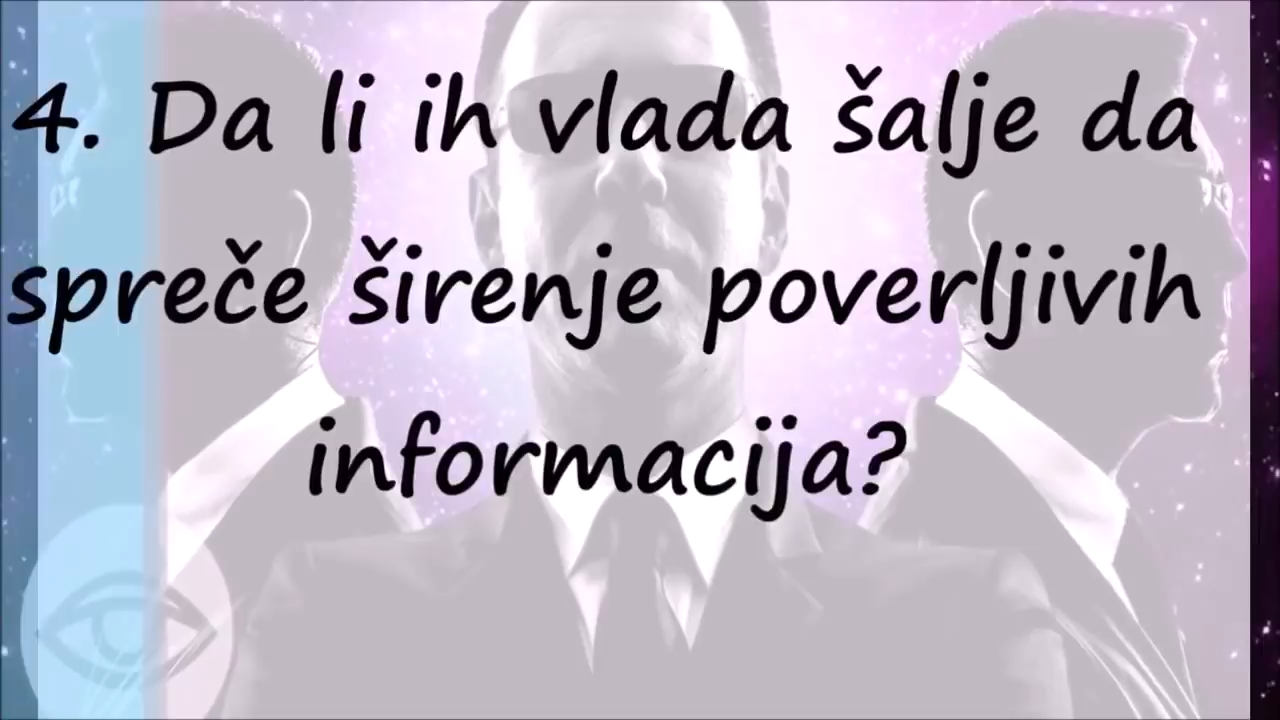 4. Da li ih vlada šalje da
spreče širenje poverljivih
informacija?